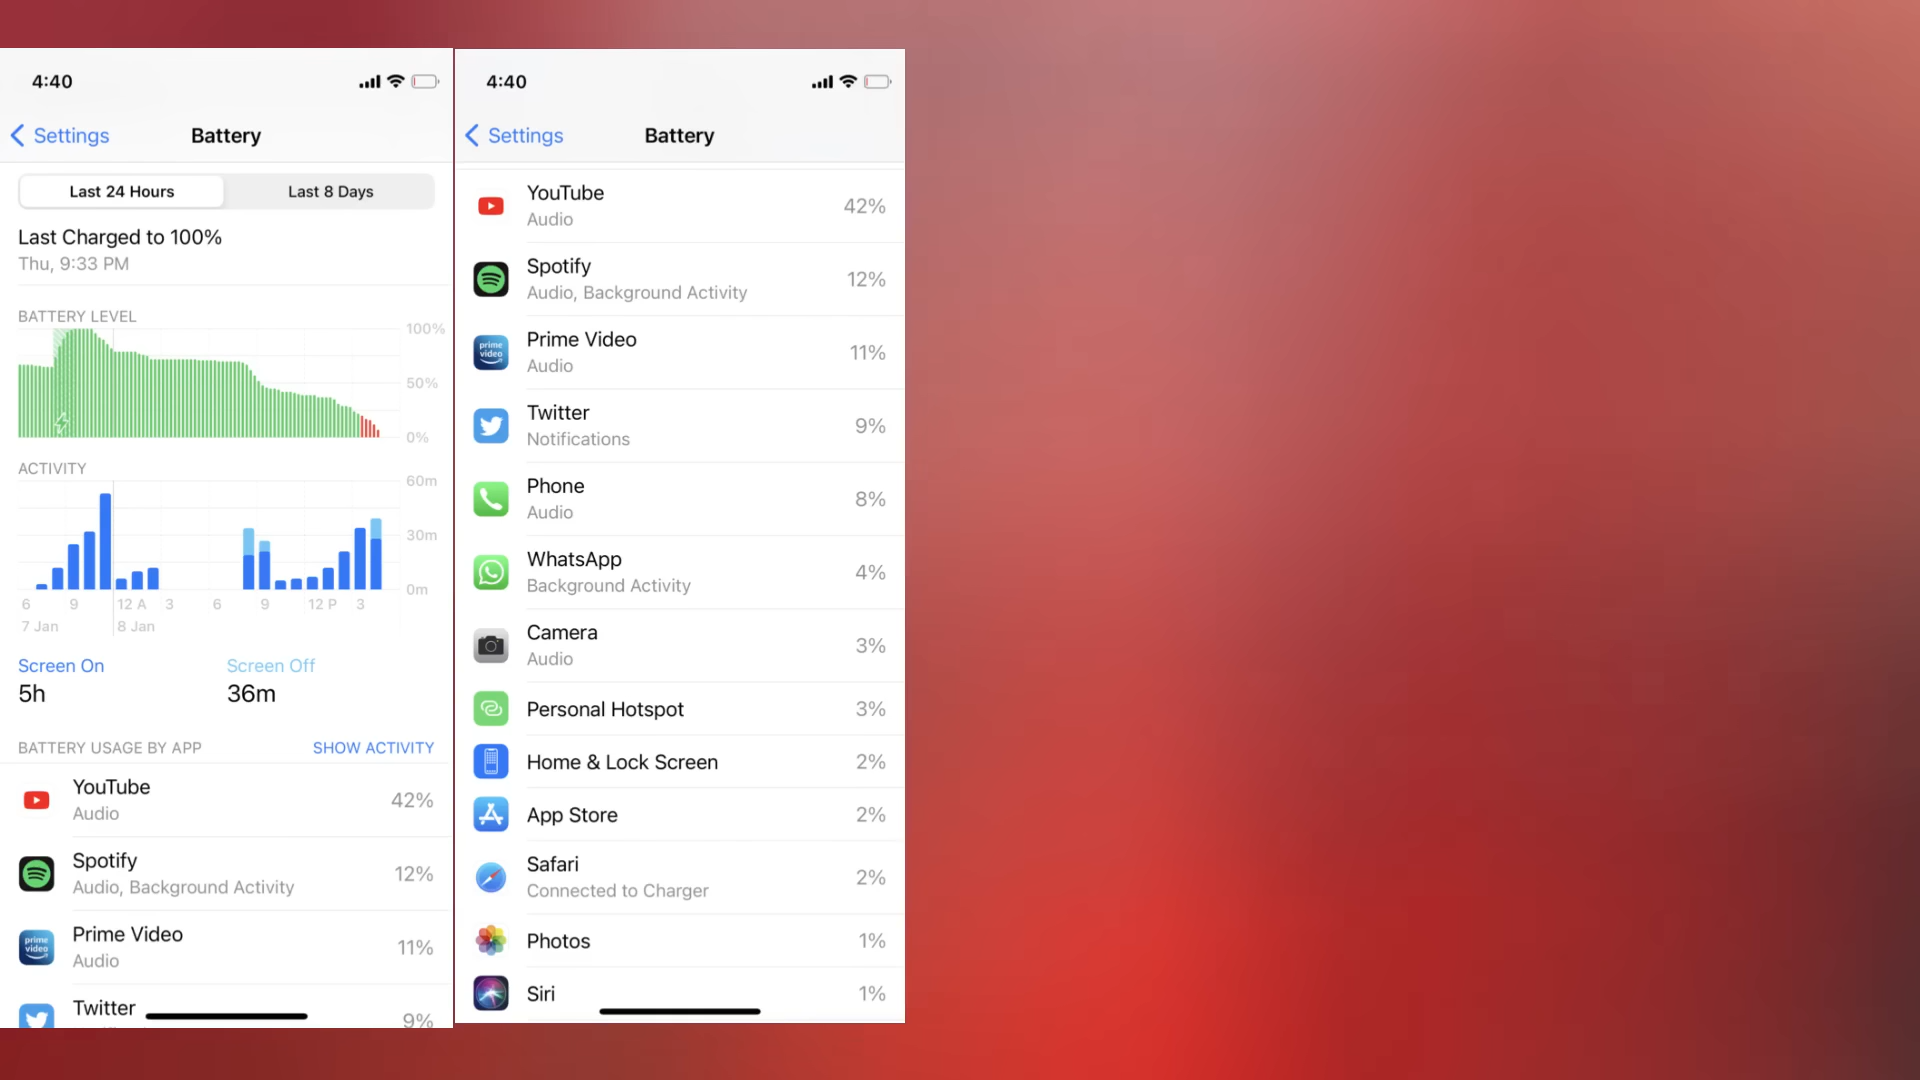 4:40
Settings
Battery
Last 24 Hours
Last 8 Days
Last Charged to 100%
Thu, 9:33 PM
BATTERY LEVEL
100%
50%
0%
ACTIVITY
60m
30m
0m
6 9 12 A 3 6 9 12 P 3
7 Jan 8 Jan
Screen On
5h
Screen Off
36m
BATTERY USAGE BY APP
SHOW ACTIVITY
YouTube
Audio
42%
Spotify
Audio, Background Activity
12%
prime video
Prime Video
Audio
11%
Twitter
9%
4:40
Settings
Battery
YouTube
Audio
42%
Spotify
Audio, Background Activity
12%
prime video
Prime Video
Audio
11%
Twitter
Notifications
9%
Phone
Audio
8%
WhatsApp
Background Activity
4%
Camera
Audio
3%
Personal Hotspot
3%
Home & Lock Screen
2%
App Store
2%
Safari
Connected to Charger
2%
Photos
1%
Siri
1%